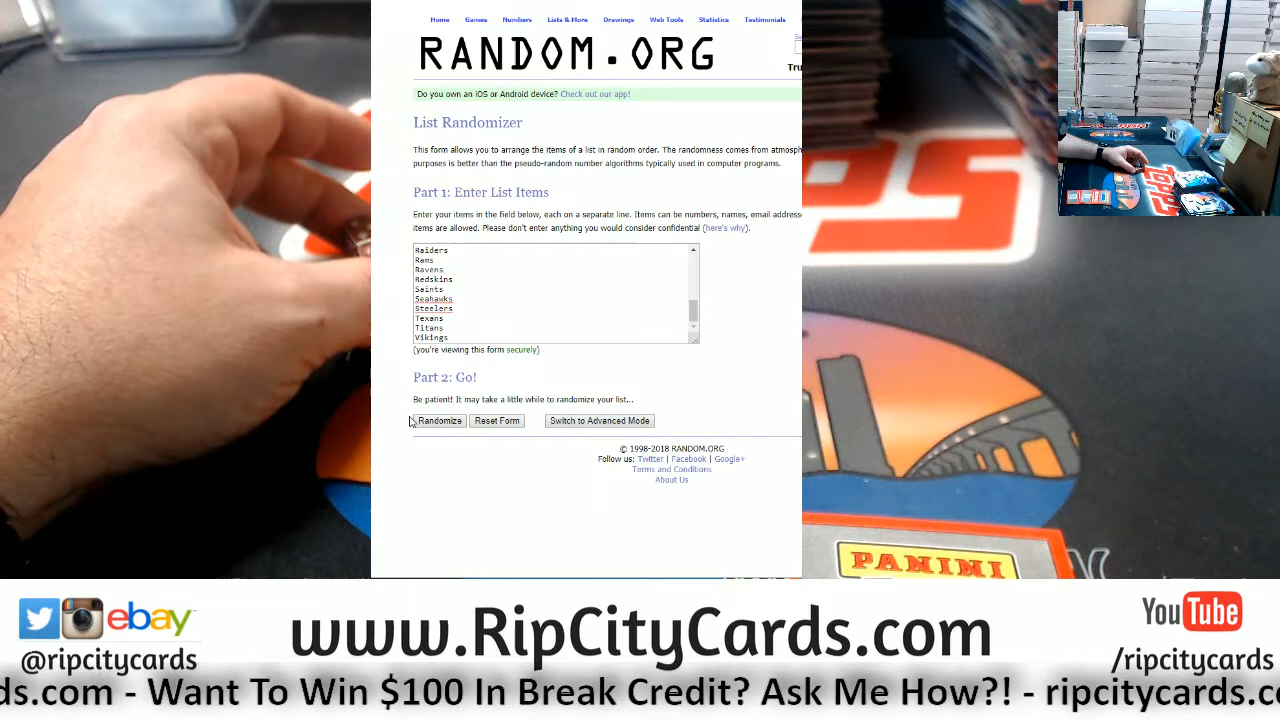 Home Games Numbers Lists & More Drawings Web Tools Statistics Testimonials
RANDOM.ORG
Tru
Do you own an iOS or Android device? Check out our app!
List Randomizer
This form allows you to arrange the items of a list in random order. The randomness comes from atmosph
purposes is better than the pseudo-random number algorithms typically used in computer programs.
Part 1: Enter List Items
Enter your items in the field below, each on a separate line. Items can be numbers, names, email addresse
items are allowed. Please don't enter anything you would consider confidential (here's why).
Raiders
Rams
Ravens
Redskins
Saints
Seahawks
Steelers
Texans
Titans
Vikings
(you're viewing this form securely)
Part 2: Go!
Be patient! It may take a little while to randomize your list...
Randomize Reset Form Switch to Advanced Mode
© 1998-2018 RANDOM.ORG
Follow us: Twitter | Facebook | Google+
Terms and Conditions
About Us
TOPPS
PS
PANINI
ebay
@ripcitycards
www.RipCityCards.com
YouTube
/ripcitycards
ds.com - Want To Win $100 In Break Credit? Ask Me How?! - ripcitycards.co